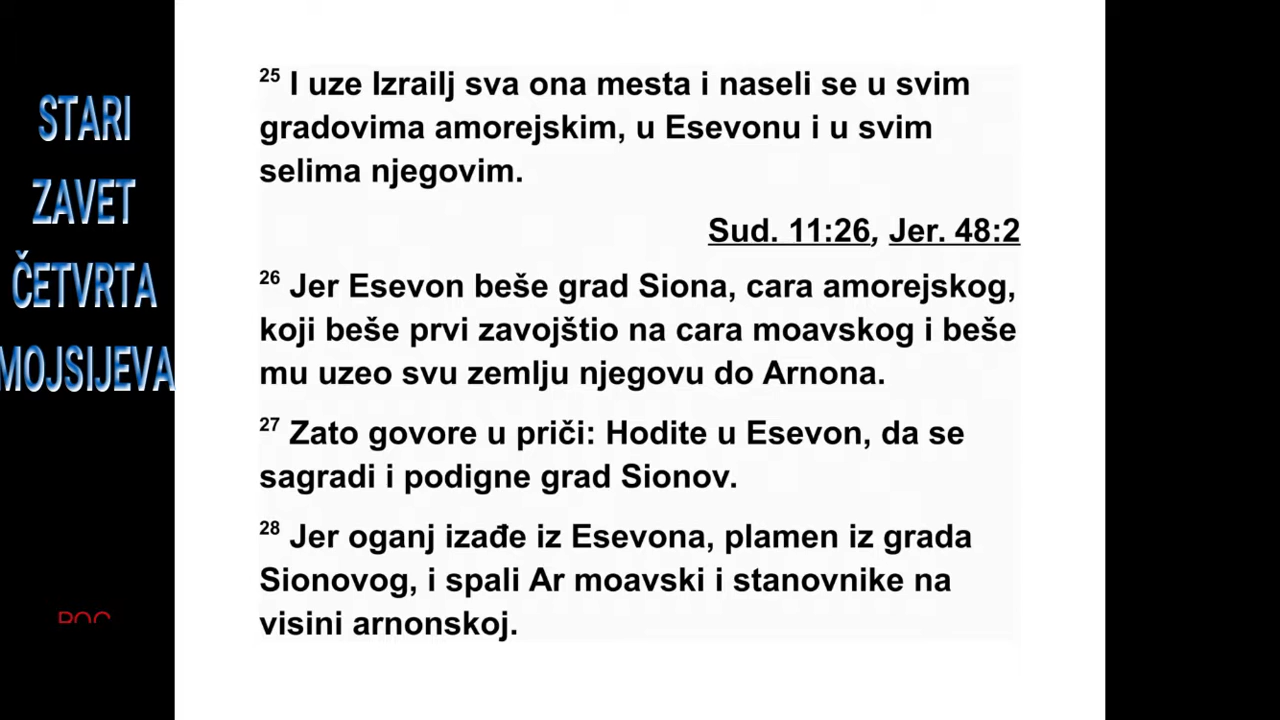 STARI
ZAVET
ČETVRTA
MOJSIJEVA
25 I uze Izrailj sva ona mesta i naseli se u svim
gradovima amorejskim, u Esevonu i u svim
selima njegovim.
Sud. 11:26, Jer. 48:2
26 Jer Esevon beše grad Siona, cara amorejskog,
koji beše prvi zavojštio na cara moavskog i beše
mu uzeo svu zemlju njegovu do Arnona.
27 Zato govore u priči: Hodite u Esevon, da se
sagradi i podigne grad Sionov.
28 Jer oganj izađe iz Esevona, plamen iz grada
Sionovog, i spali Ar moavski i stanovnike na
visini arnonskoj.